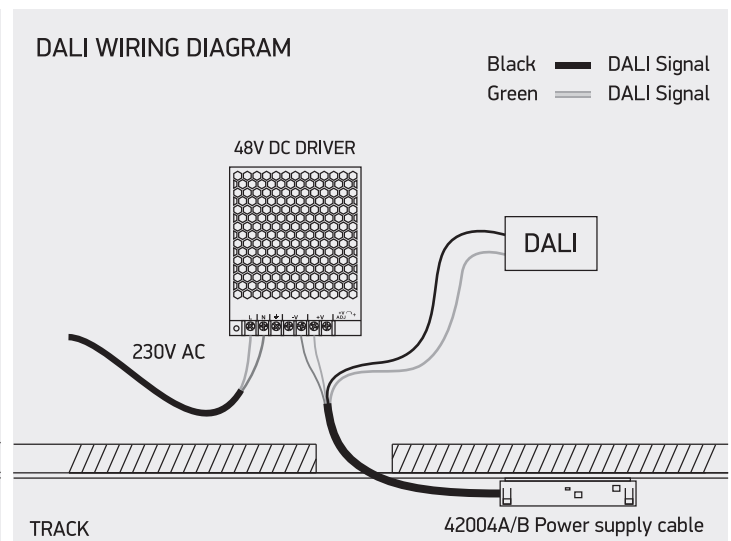 DALI WIRING DIAGRAM
Black DALI Signal
Green DALI Signal
48V DC DRIVER
DALI
L N -V +V +V ADJ +
230V AC
TRACK
42004A/B Power supply cable